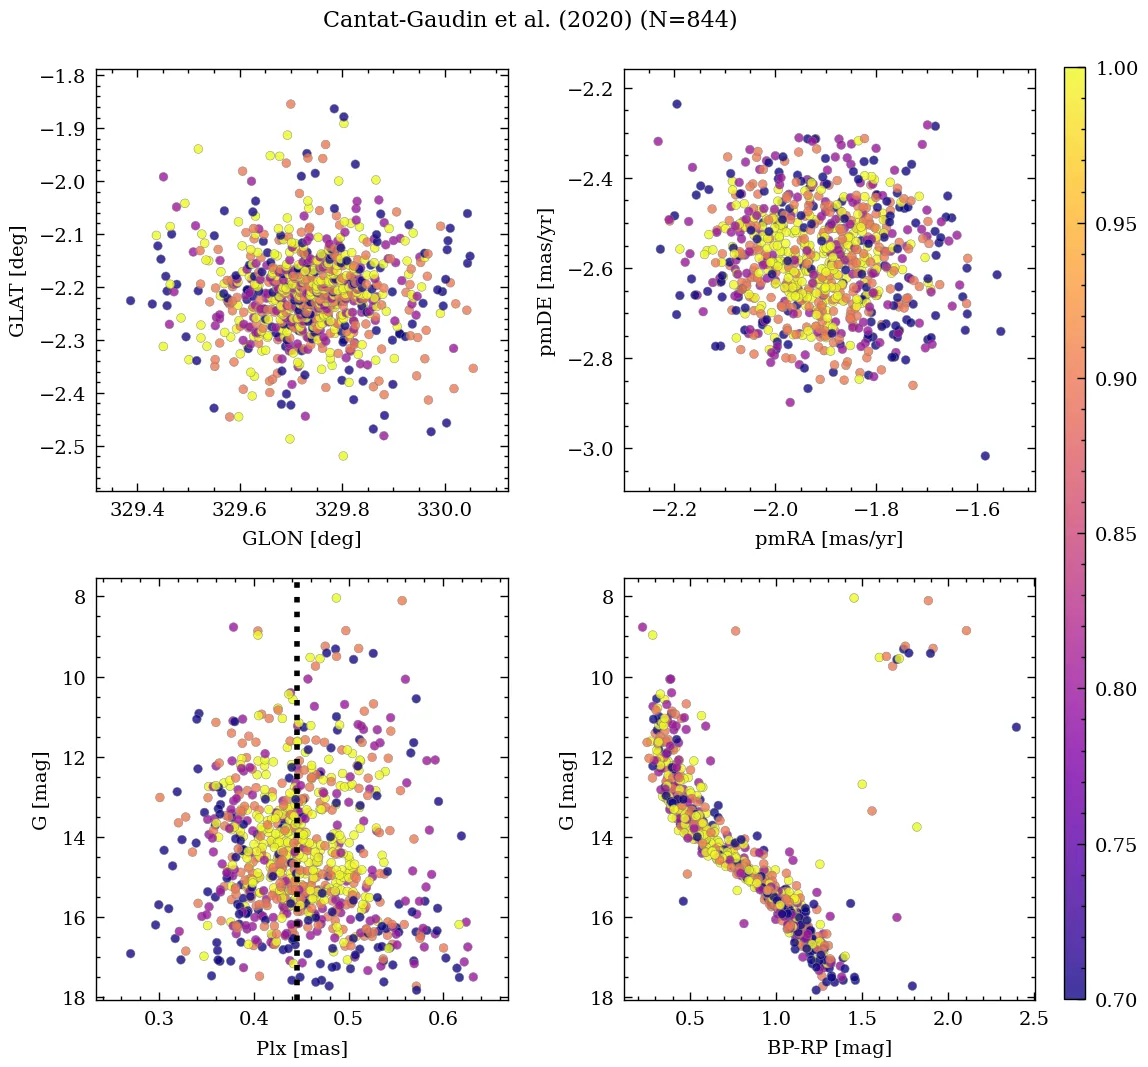 Cantat-Gaudin et al. (2020) (N=844)
−1.8
−1.9
−2.0
−2.1
−2.2
−2.3
−2.4
−2.5
GLAT [deg]
329.4 329.6 329.8 330.0
GLON [deg]
−2.2
−2.4
−2.6
−2.8
−3.0
pmDE [mas/yr]
−2.2 −2.0 −1.8 −1.6
pmRA [mas/yr]
8
10
12
14
16
18
G [mag]
0.3 0.4 0.5 0.6
Plx [mas]
8
10
12
14
16
18
G [mag]
0.5 1.0 1.5 2.0 2.5
BP-RP [mag]
1.00
0.95
0.90
0.85
0.80
0.75
0.70